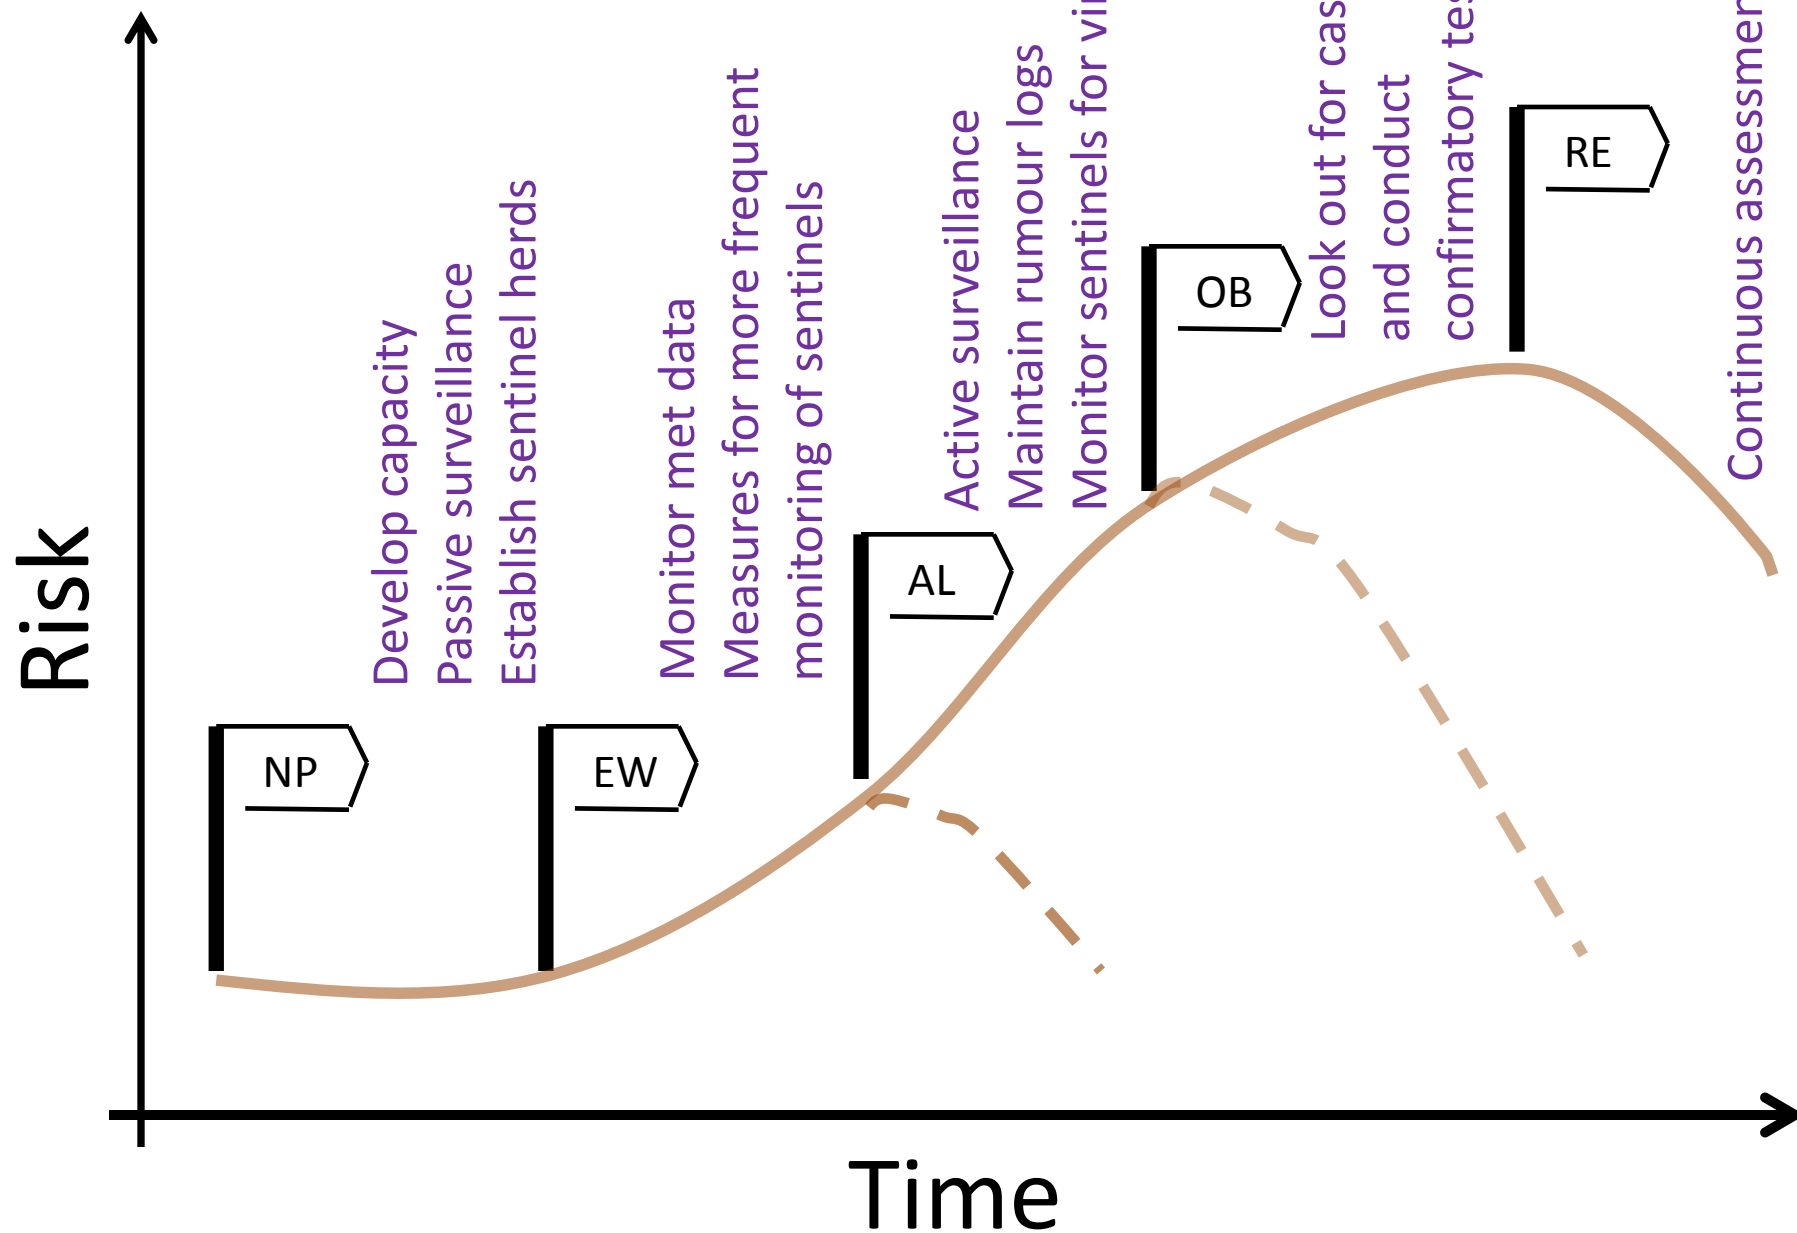 Risk
NP
Develop capacity
Passive surveillance
Establish sentinel herds
EW
Monitor met data
Measures for more frequent
monitoring of sentinels
AL
Active surveillance
Maintain rumour logs
Monitor sentinels for
OB
Look out for
and conduct
confirmatory
RE
Continuous
Time